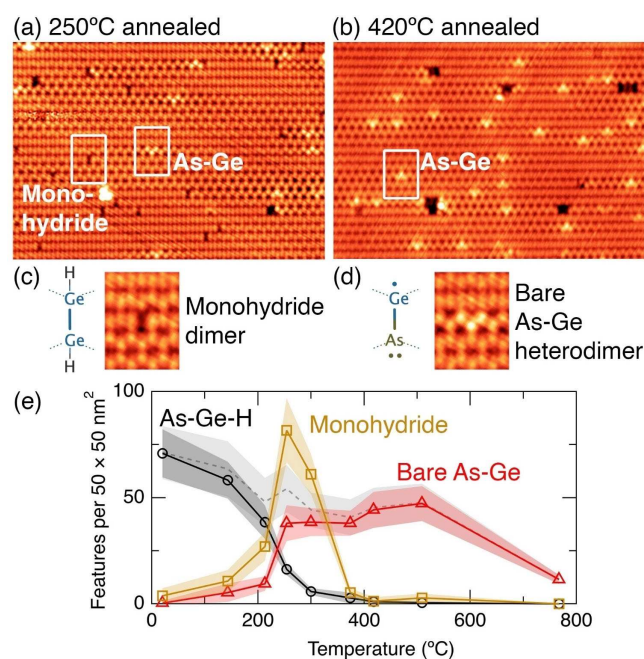 (a) 250ºC annealed
(b) 420ºC annealed
As-Ge
Mono-
hydride
As-Ge
(c)
H
Ge
Ge
H
Monohydride
dimer
(d)
Ge
As
Bare
As-Ge
heterodimer
(e)
100
50
0
Features per 50 × 50 nm²
As-Ge-H
Monohydride
Bare As-Ge
0 200 400 600 800
Temperature (ºC)